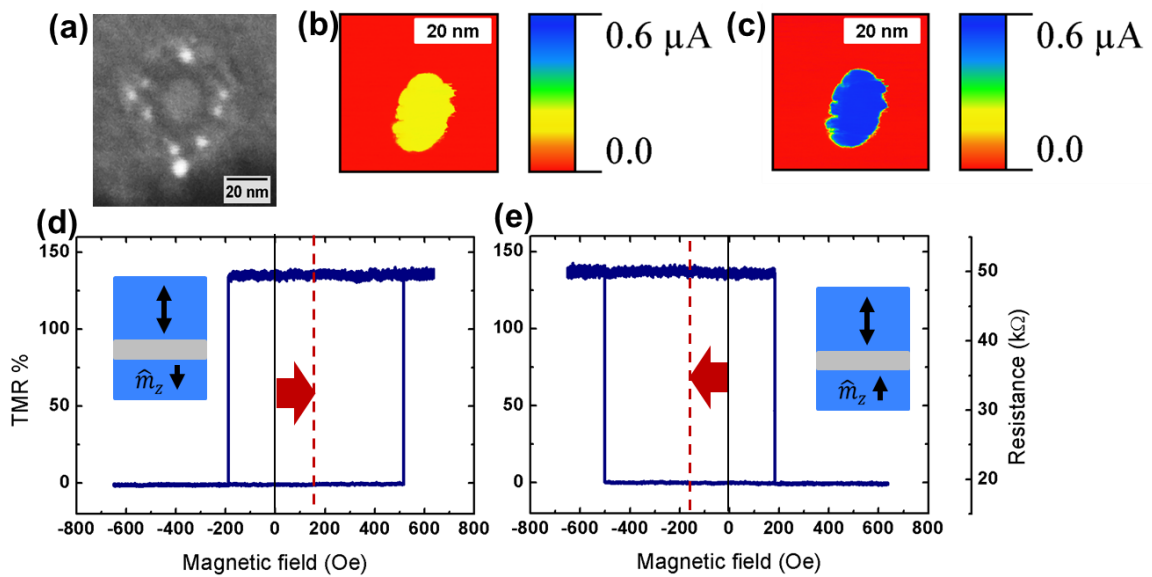 (a)
20 nm
(b)
20 nm
0.6 µA
0.0
(c)
20 nm
0.6 µA
0.0
(d)
TMR %
150
100
50
0
m̂z
-800 -600 -400 -200 0 200 400 600 800
Magnetic field (Oe)
(e)
150
100
50
0
m̂z
50
40
30
20
Resistance (kΩ)
-800 -600 -400 -200 0 200 400 600 800
Magnetic field (Oe)